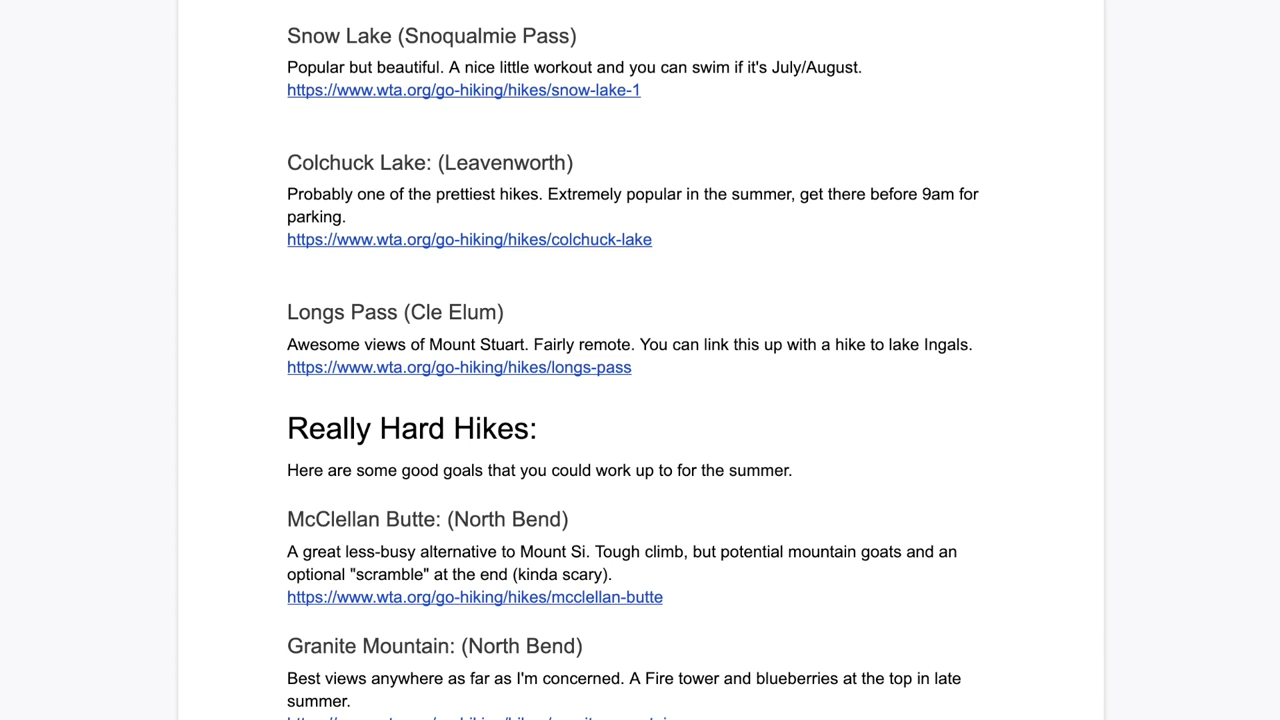 Snow Lake (Snoqualmie Pass)
Popular but beautiful. A nice little workout and you can swim if it's July/August.
https://www.wta.org/go-hiking/hikes/snow-lake-1
Colchuck Lake: (Leavenworth)
Probably one of the prettiest hikes. Extremely popular in the summer, get there before 9am for
parking.
https://www.wta.org/go-hiking/hikes/colchuck-lake
Longs Pass (Cle Elum)
Awesome views of Mount Stuart. Fairly remote. You can link this up with a hike to lake Ingals.
https://www.wta.org/go-hiking/hikes/longs-pass
Really Hard Hikes:
Here are some good goals that you could work up to for the summer.
McClellan Butte: (North Bend)
A great less-busy alternative to Mount Si. Tough climb, but potential mountain goats and an
optional "scramble" at the end (kinda scary).
https://www.wta.org/go-hiking/hikes/mcclellan-butte
Granite Mountain: (North Bend)
Best views anywhere as far as I'm concerned. A Fire tower and blueberries at the top in late
summer.